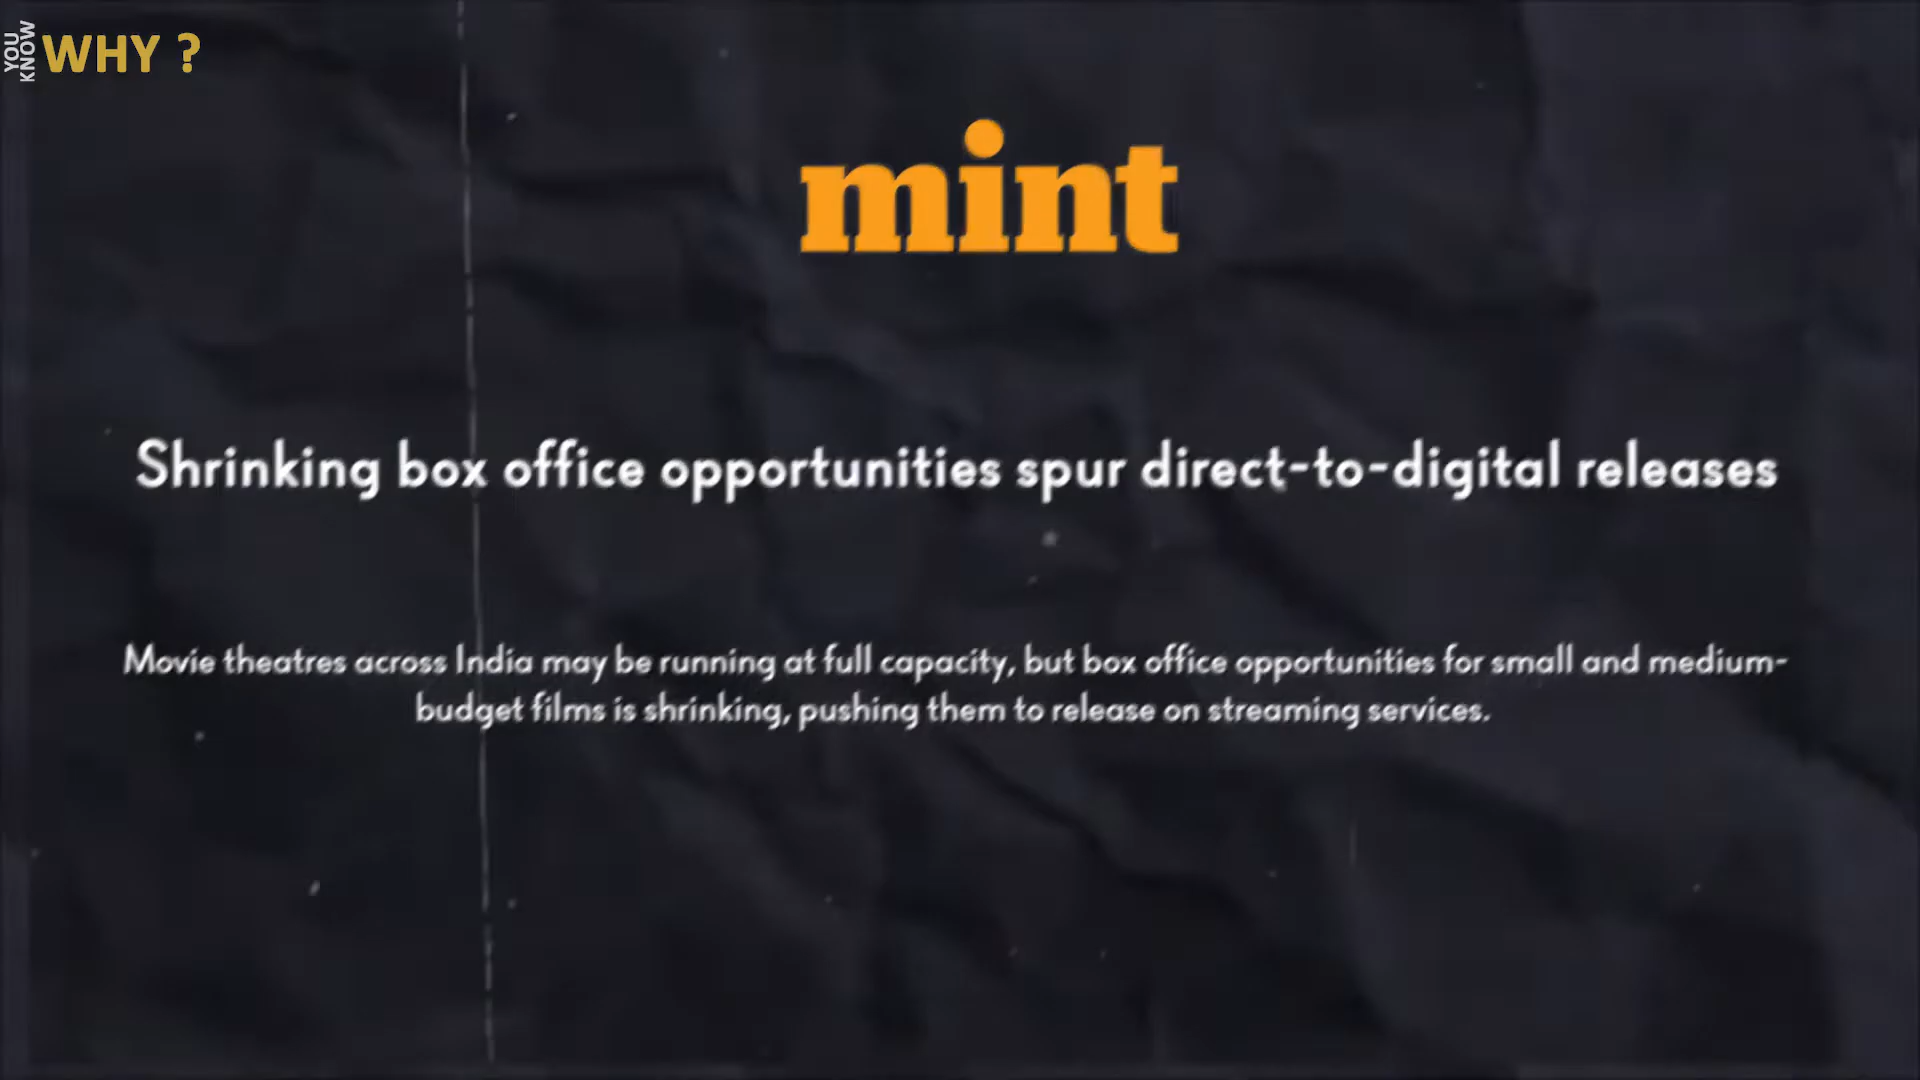 YOU
KNOW
WHY ?
mint
Shrinking box office opportunities spur direct-to-digital releases
Movie theatres across India may be running at full capacity, but box office opportunities for small and medium-
budget films is shrinking, pushing them to release on streaming services.